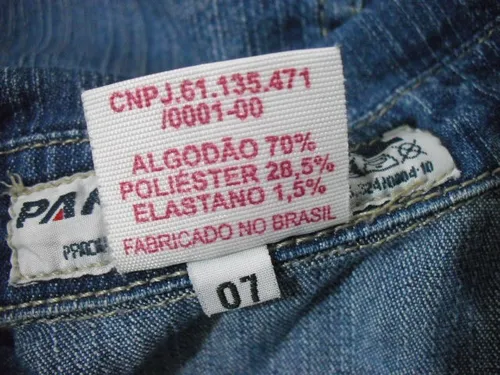 CNPJ.61.135.471
/0001-00
ALGODÃO 70%
POLIÉSTER 28,5%
ELASTANO 1,5%
FABRICADO NO BRASIL
07